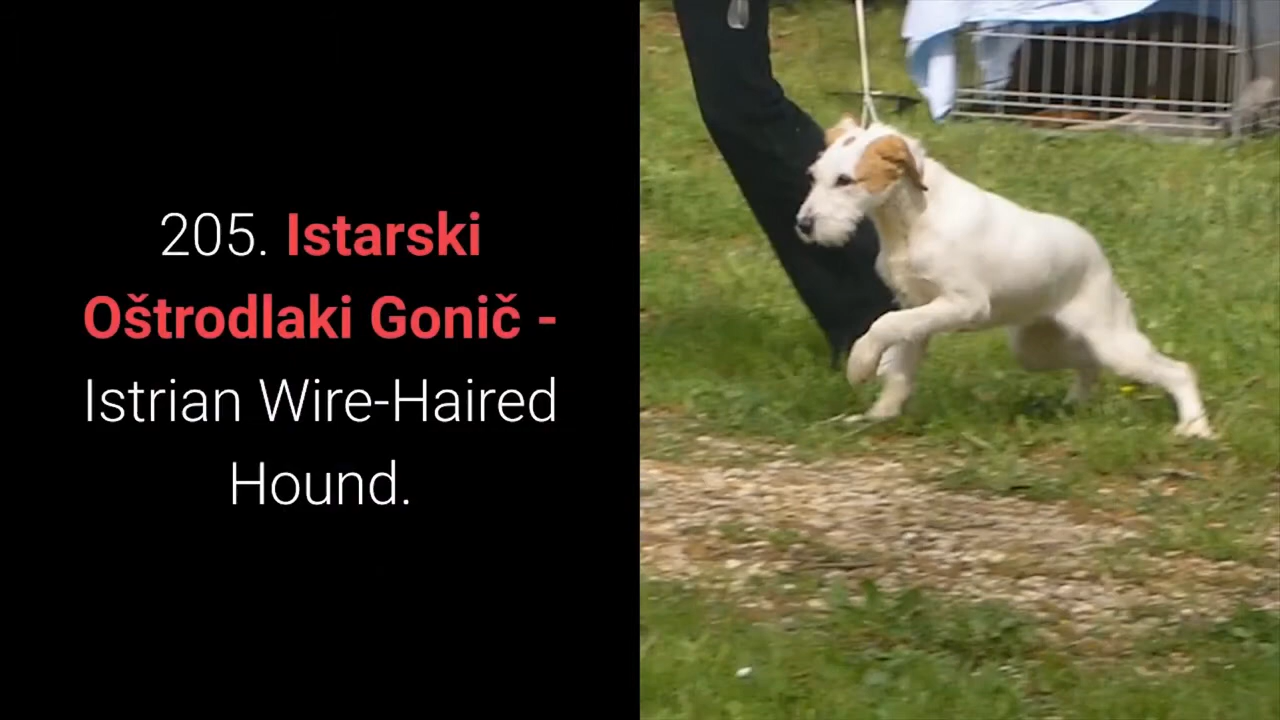 205. Istarski
Oštrodlaki Gonič -
Istrian Wire-Haired
Hound.